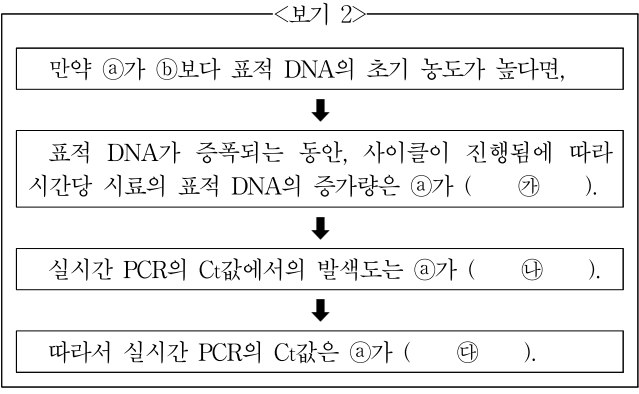 <보기 2>
만약 ⓐ가 ⓑ보다 표적 DNA의 초기 농도가 높다면,
표적 DNA가 증폭되는 동안, 사이클이 진행됨에 따라
시간당 시료의 표적 DNA의 증가량은 ⓐ가 ( ㉮ ).
실시간 PCR의 Ct값에서의 발색도는 ⓐ가 ( ㉯ ).
따라서 실시간 PCR의 Ct값은 ⓐ가 ( ㉰ ).